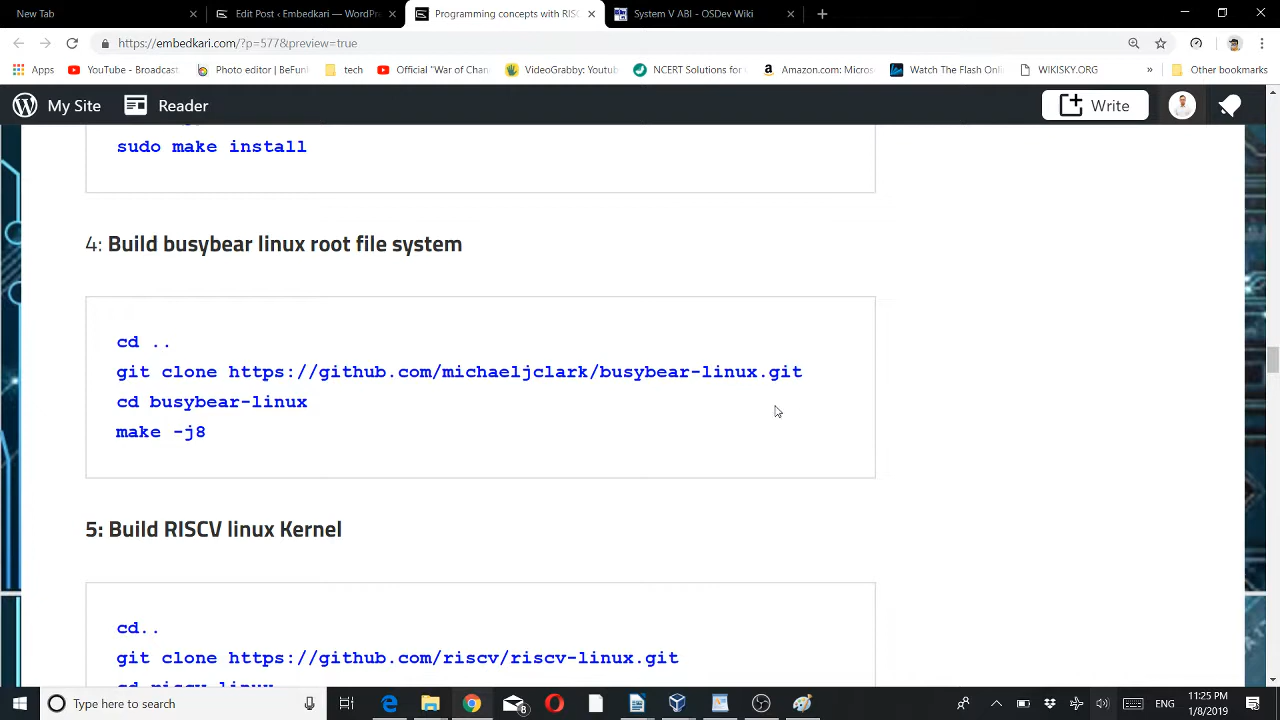 New Tab
Edit Post ‹ Embedkari — WordPr
Programming concepts with RISC
System V ABI - OSDev Wiki
https://embedkari.com/?p=577&preview=true
Apps
YouTube - Broadcast
Photo editor | BeFun
tech
Official "War of Chan
VideoGrabby: Youtub
NCERT Solutions for
Amazon.com: Micros
Watch The Flash Onli
WIKISKY.ORG
»
Other bookmarks
My Site
Reader
Write
sudo make install
4: Build busybear linux root file system
cd ..
git clone https://github.com/michaeljclark/busybear-linux.git
cd busybear-linux
make -j8
5: Build RISCV linux Kernel
cd..
git clone https://github.com/riscv/riscv-linux.git
cd riscv-linux
Type here to search
8
ENG
11:25 PM
1/8/2019